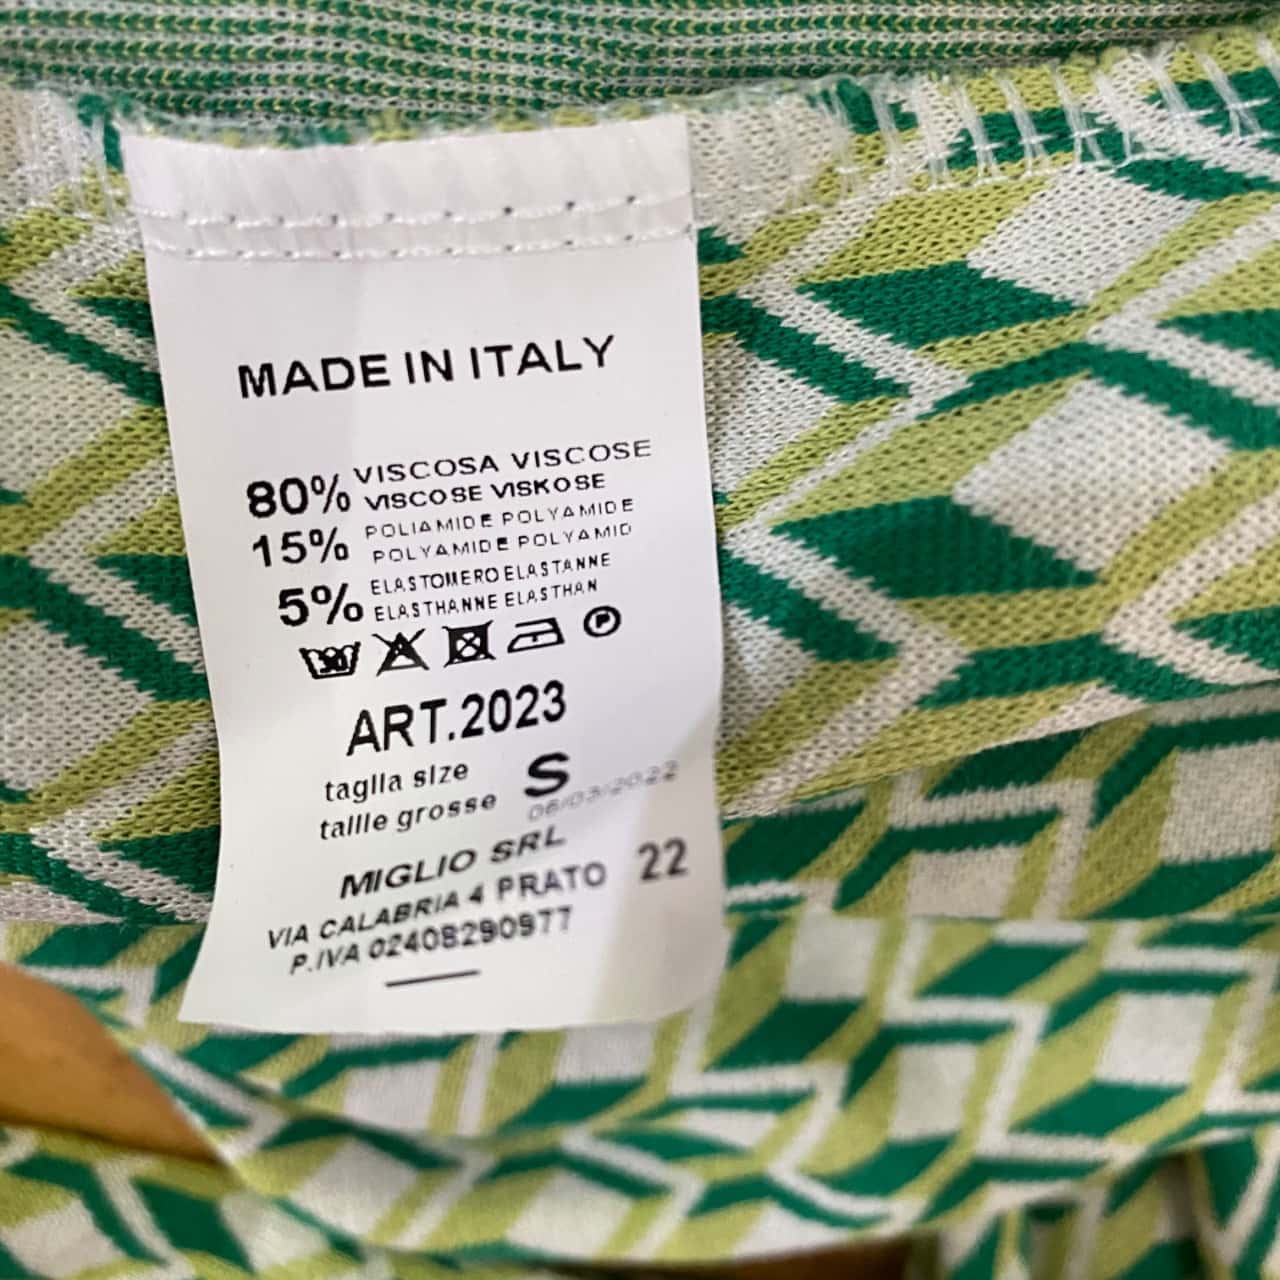 MADE IN ITALY
80% VISCOSA VISCOSE
VISCOSE VISKOSE
15% POLIAMIDE POLYAMIDE
POLYAMIDE POLYAMID
5% ELASTOMERO ELASTANNE
ELASTHANNE ELASTHAN
30
P
ART.2023
taglia size
taille grosse S
06/03/2022
MIGLIO SRL
VIA CALABRIA 4 PRATO 22
P.IVA 02408290977